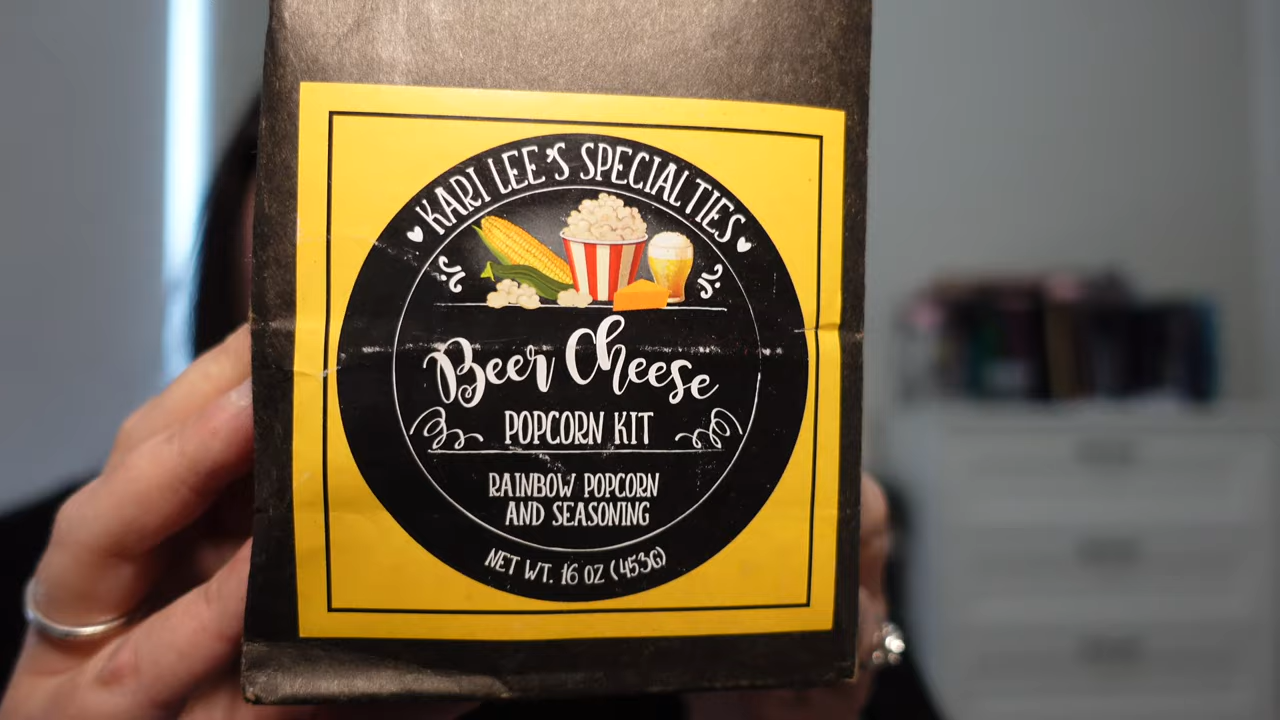 KARI LEE'S SPECIALTIES
Beer Cheese
POPCORN KIT
RAINBOW POPCORN
AND SEASONING
NET WT. 16 OZ (453G)